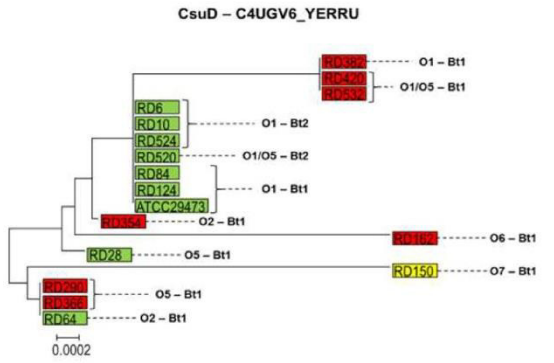 CsuD – C4UGV6_YERRU
RD382 O1 – Bt1
RD420
O1/O5 – Bt1
RD532
RD6
RD10 O1 – Bt2
RD524
RD520 O1/O5 – Bt2
RD84
RD124 O1 – Bt1
ATCC29473
RD354 O2 – Bt1
RD162 O6 – Bt1
RD28 O5 – Bt1
RD150 O7 – Bt1
RD290
O5 – Bt1
RD366
RD64 O2 – Bt1
0.0002